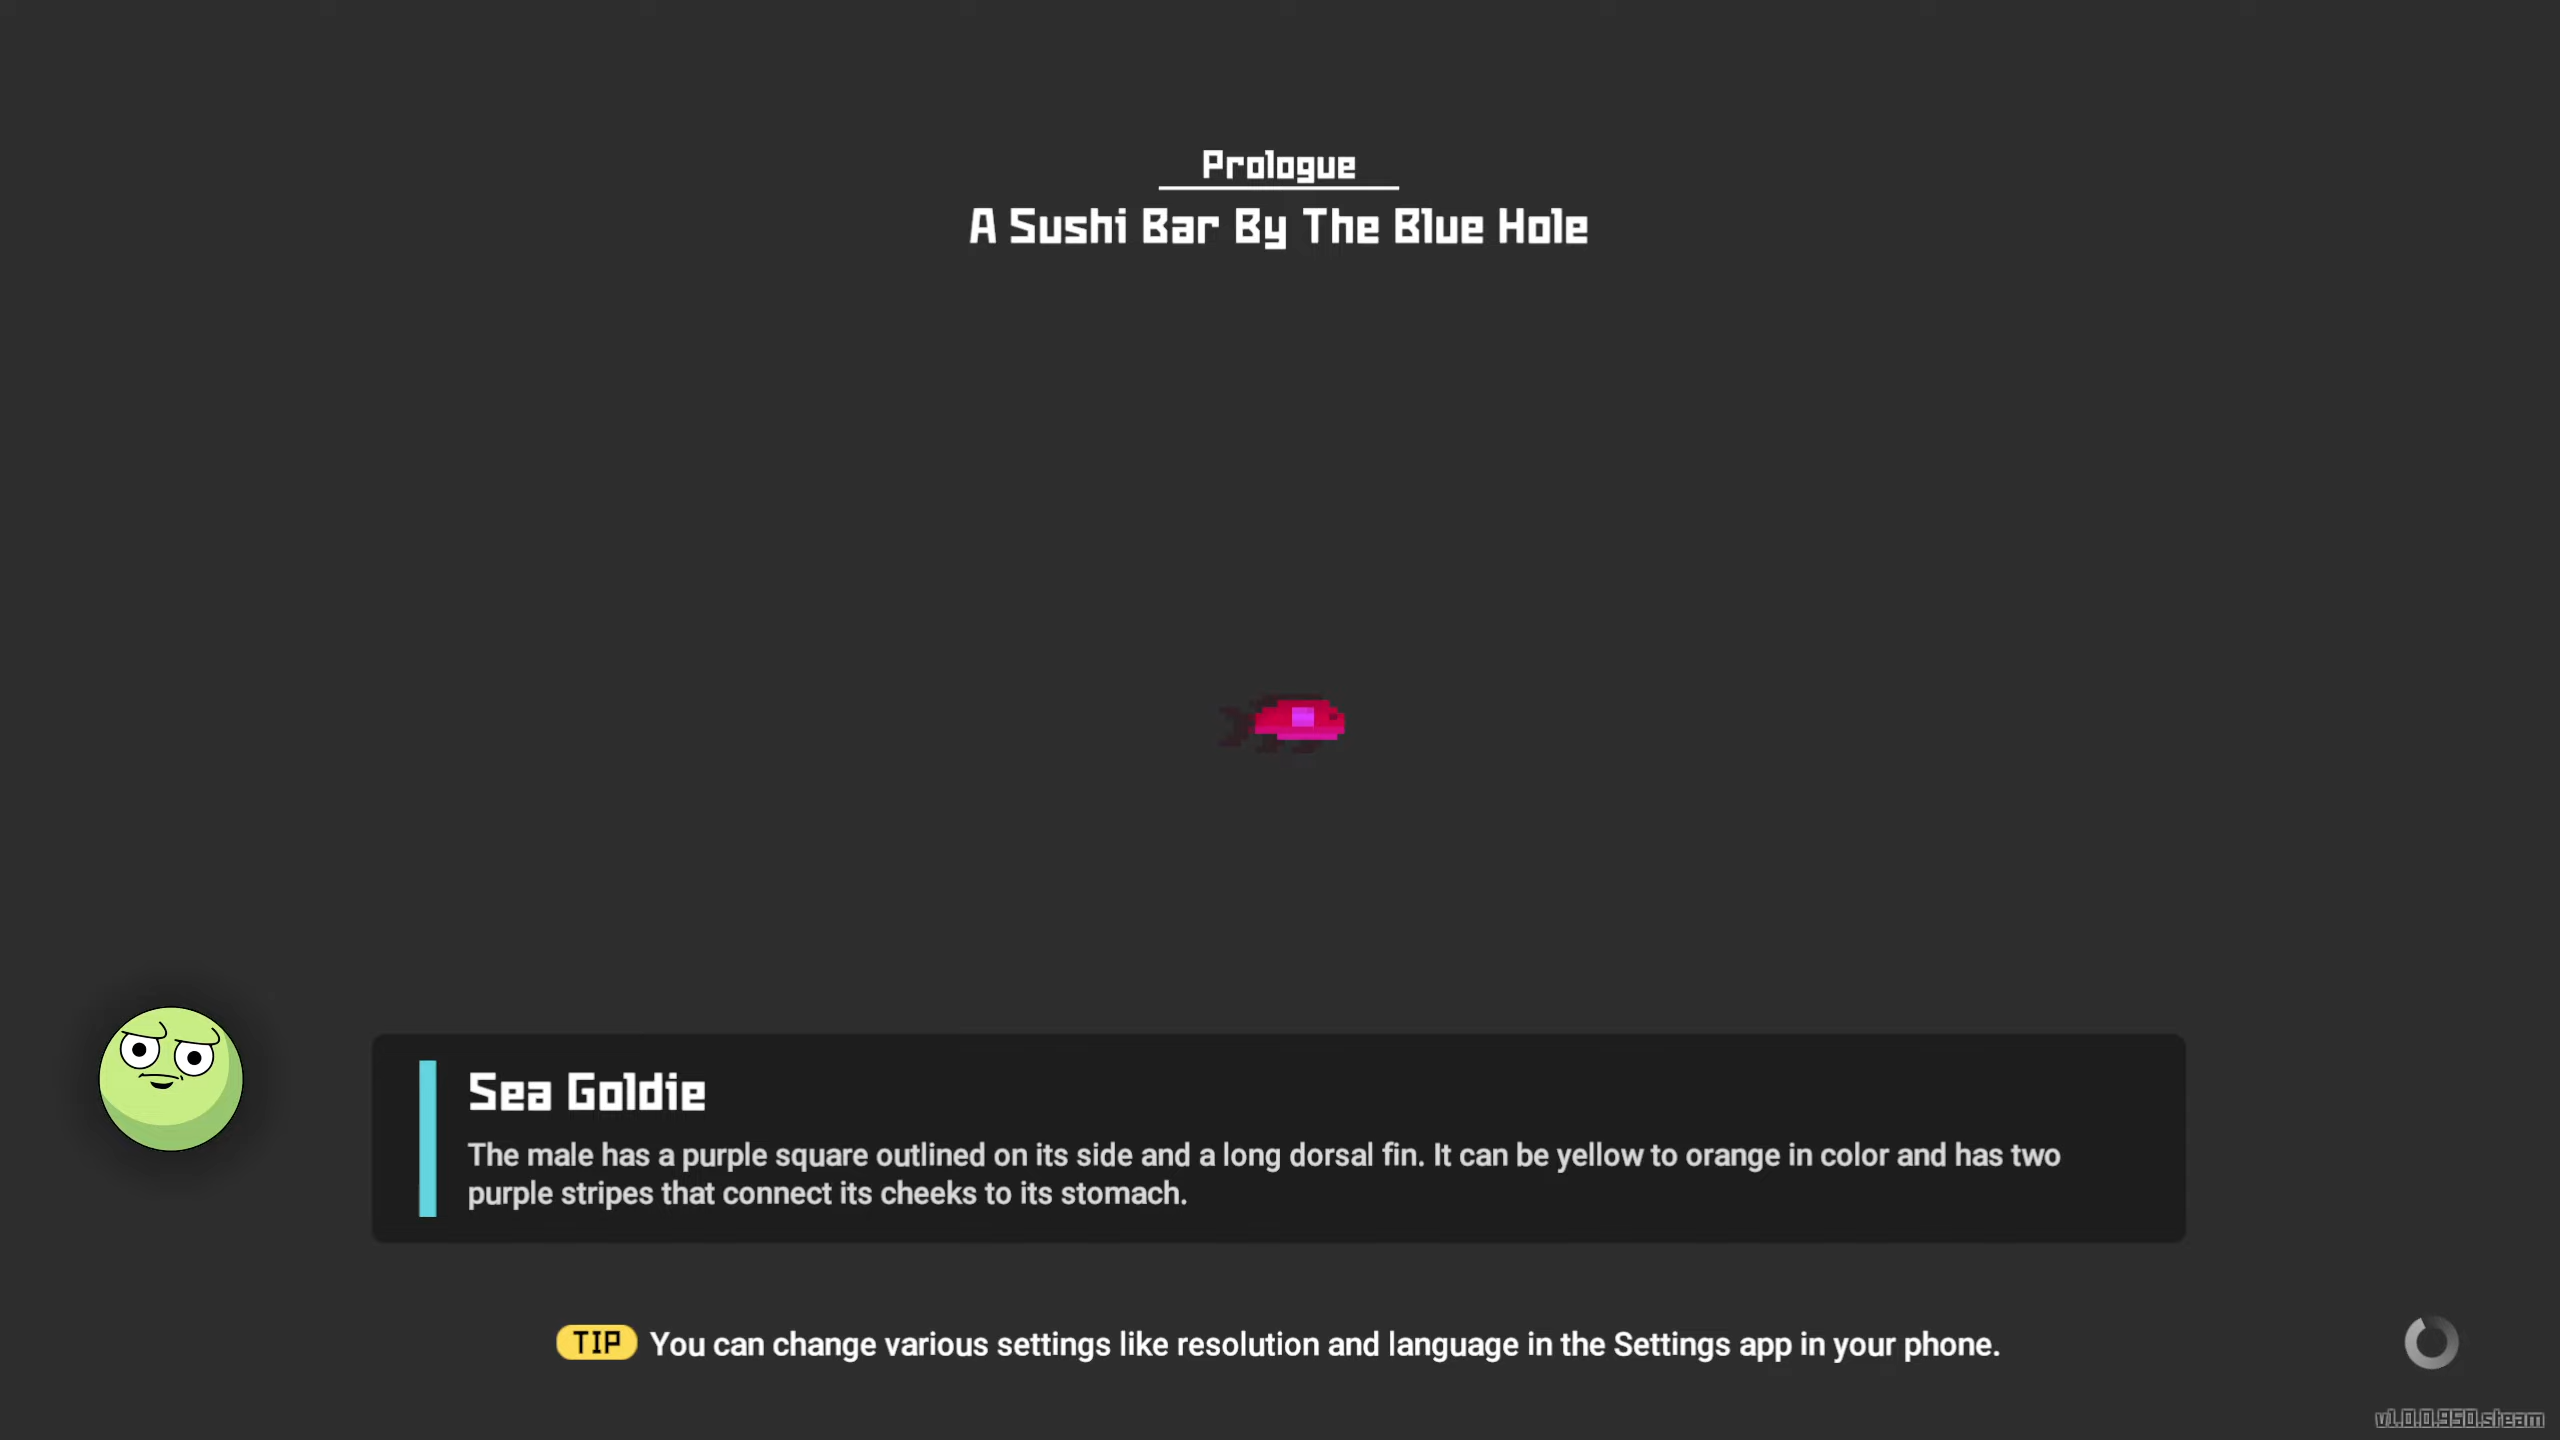 Prologue
A Sushi Bar By The Blue Hole
Sea Goldie
The male has a purple square outlined on its side and a long dorsal fin. It can be yellow to orange in color and has two
purple stripes that connect its cheeks to its stomach.
TIP You can change various settings like resolution and language in the Settings app in your phone.
v1.0.0.950.steam